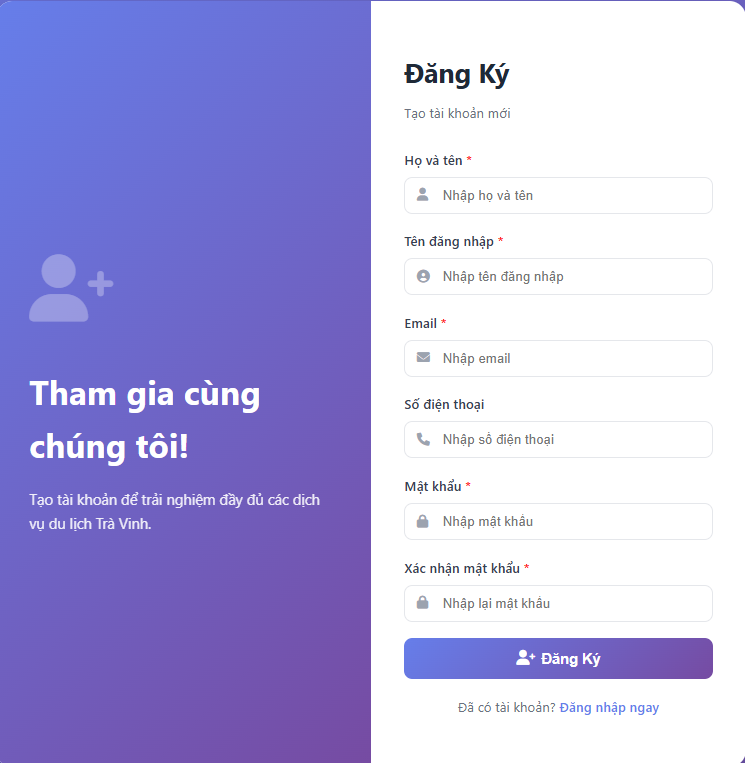 Tham gia cùng
chúng tôi!
Tạo tài khoản để trải nghiệm đầy đủ các dịch
vụ du lịch Trà Vinh.
Đăng Ký
Tạo tài khoản mới
Họ và tên *
Nhập họ và tên
Tên đăng nhập *
Nhập tên đăng nhập
Email *
Nhập email
Số điện thoại
Nhập số điện thoại
Mật khẩu *
Nhập mật khẩu
Xác nhận mật khẩu *
Nhập lại mật khẩu
Đăng Ký
Đã có tài khoản? Đăng nhập ngay